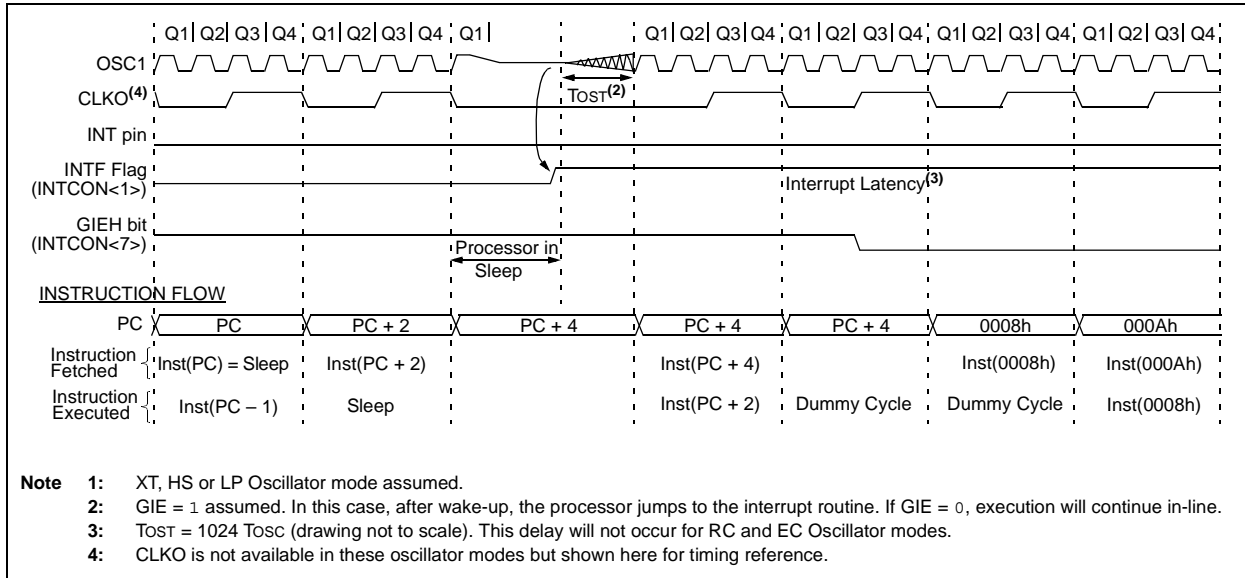 Q1 Q2 Q3 Q4 Q1 Q2 Q3 Q4 Q1 Q1 Q2 Q3 Q4 Q1 Q2 Q3 Q4 Q1 Q2 Q3 Q4 Q1 Q2 Q3 Q4
OSC1
TOST(2)
CLKO(4)
INT pin
INTF Flag
(INTCON<1>)
Interrupt Latency(3)
GIEH bit
(INTCON<7>)
Processor in
Sleep
INSTRUCTION FLOW
PC PC PC + 2 PC + 4 PC + 4 PC + 4 0008h 000Ah
Instruction
Fetched
Inst(PC) = Sleep Inst(PC + 2) Inst(PC + 4) Inst(0008h) Inst(000Ah)
Instruction
Executed
Inst(PC – 1) Sleep Inst(PC + 2) Dummy Cycle Dummy Cycle Inst(0008h)
Note 1: XT, HS or LP Oscillator mode assumed.
2: GIE = 1 assumed. In this case, after wake-up, the processor jumps to the interrupt routine. If GIE = 0, execution will continue in-line.
3: TOST = 1024 TOSC (drawing not to scale). This delay will not occur for RC and EC Oscillator modes.
4: CLKO is not available in these oscillator modes but shown here for timing reference.